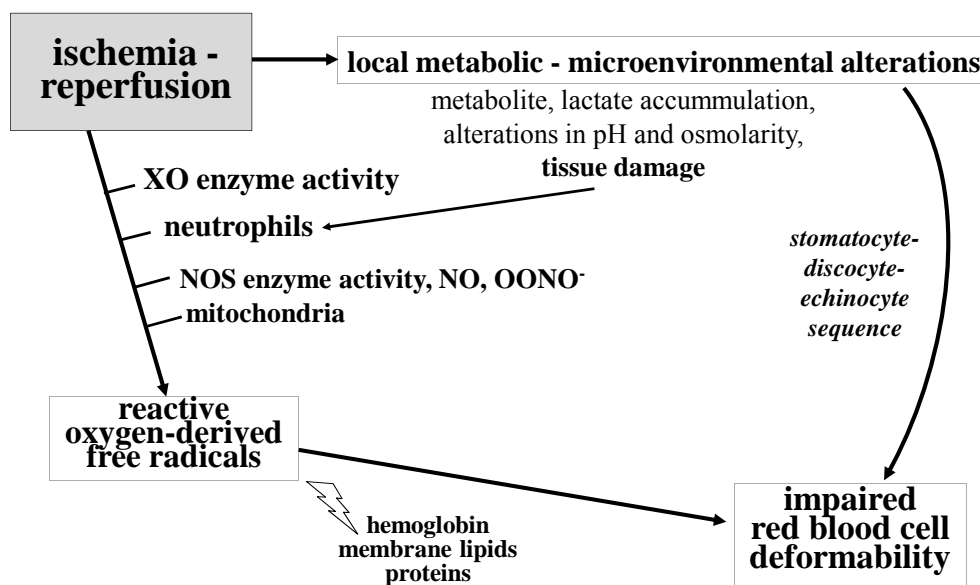 ischemia -
reperfusion
local metabolic - microenvironmental alterations
metabolite, lactate accummulation,
alterations in pH and osmolarity,
tissue damage
XO enzyme activity
neutrophils
NOS enzyme activity, NO, OONO⁻
mitochondria
stomatocyte-
discocyte-
echinocyte
sequence
reactive
oxygen-derived
free radicals
hemoglobin
membrane lipids
proteins
impaired
red blood cell
deformability